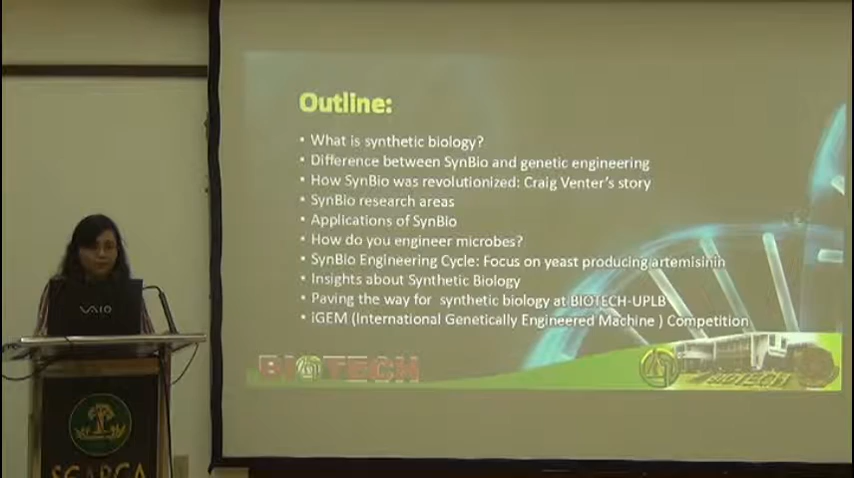 Outline:
• What is synthetic biology?
• Difference between SynBio and genetic engineering
• How SynBio was revolutionized: Craig Venter's story
• SynBio research areas
• Applications of SynBio
• How do you engineer microbes?
• SynBio Engineering Cycle: Focus on yeast producing artemisinin
• Insights about Synthetic Biology
• Paving the way for synthetic biology at BIOTECH-UPLB
• iGEM (International Genetically Engineered Machine ) Competition
BIOTECH
BIOTECH
VAIO
SEARCA